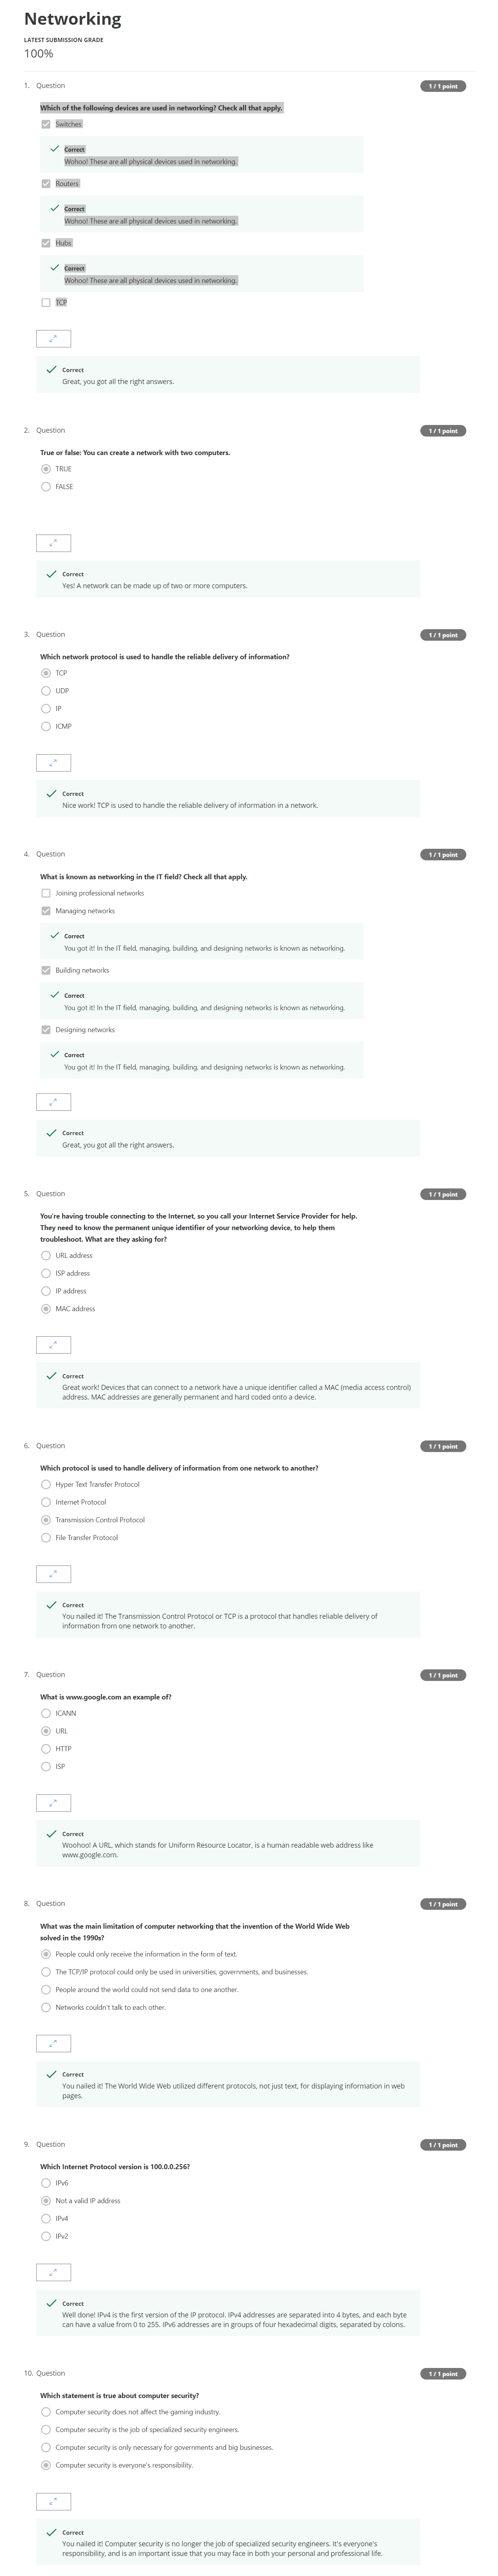 Networking
LATEST SUBMISSION GRADE
100%
1. Question
1 / 1 point
Which of the following devices are used in networking? Check all that apply.
Switches
Correct
Wohoo! These are all physical devices used in networking.
Routers
Correct
Wohoo! These are all physical devices used in networking.
Hubs
Correct
Wohoo! These are all physical devices used in networking.
TCP
Correct
Great, you got all the right answers.
2. Question
1 / 1 point
True or false: You can create a network with two computers.
TRUE
FALSE
Correct
Yes! A network can be made up of two or more computers.
3. Question
1 / 1 point
Which network protocol is used to handle the reliable delivery of information?
TCP
UDP
IP
ICMP
Correct
Nice work! TCP is used to handle the reliable delivery of information in a network.
4. Question
1 / 1 point
What is known as networking in the IT field? Check all that apply.
Joining professional networks
Managing networks
Correct
You got it! In the IT field, managing, building, and designing networks is known as networking.
Building networks
Correct
You got it! In the IT field, managing, building, and designing networks is known as networking.
Designing networks
Correct
You got it! In the IT field, managing, building, and designing networks is known as networking.
Correct
Great, you got all the right answers.
5. Question
1 / 1 point
You're having trouble connecting to the Internet, so you call your Internet Service Provider for help.
They need to know the permanent unique identifier of your networking device, to help them
troubleshoot. What are they asking for?
URL address
ISP address
IP address
MAC address
Correct
Great work! Devices that can connect to a network have a unique identifier called a MAC (media access control)
address. MAC addresses are generally permanent and hard coded onto a device.
6. Question
1 / 1 point
Which protocol is used to handle delivery of information from one network to another?
Hyper Text Transfer Protocol
Internet Protocol
Transmission Control Protocol
File Transfer Protocol
Correct
You nailed it! The Transmission Control Protocol or TCP is a protocol that handles reliable delivery of
information from one network to another.
7. Question
1 / 1 point
What is www.google.com an example of?
ICANN
URL
HTTP
ISP
Correct
Woohoo! A URL, which stands for Uniform Resource Locator, is a human readable web address like
www.google.com.
8. Question
1 / 1 point
What was the main limitation of computer networking that the invention of the World Wide Web
solved in the 1990s?
People could only receive the information in the form of text.
The TCP/IP protocol could only be used in universities, governments, and businesses.
People around the world could not send data to one another.
Networks couldn't talk to each other.
Correct
You nailed it! The World Wide Web utilized different protocols, not just text, for displaying information in web
pages.
9. Question
1 / 1 point
Which Internet Protocol version is 100.0.0.256?
IPv6
Not a valid IP address
IPv4
IPv2
Correct
Well done! IPv4 is the first version of the IP protocol. IPv4 addresses are separated into 4 bytes, and each byte
can have a value from 0 to 255. IPv6 addresses are in groups of four hexadecimal digits, separated by colons.
10. Question
1 / 1 point
Which statement is true about computer security?
Computer security does not affect the gaming industry.
Computer security is the job of specialized security engineers.
Computer security is only necessary for governments and big businesses.
Computer security is everyone's responsibility.
Correct
You nailed it! Computer security is no longer the job of specialized security engineers. It's everyone's
responsibility, and is an important issue that you may face in both your personal and professional life.